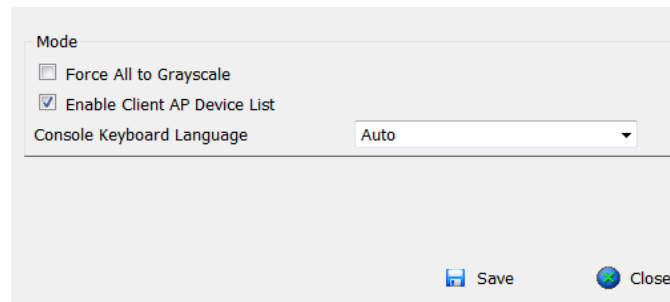 Mode
Force All to Grayscale
Enable Client AP Device List
Console Keyboard Language Auto
Save Close